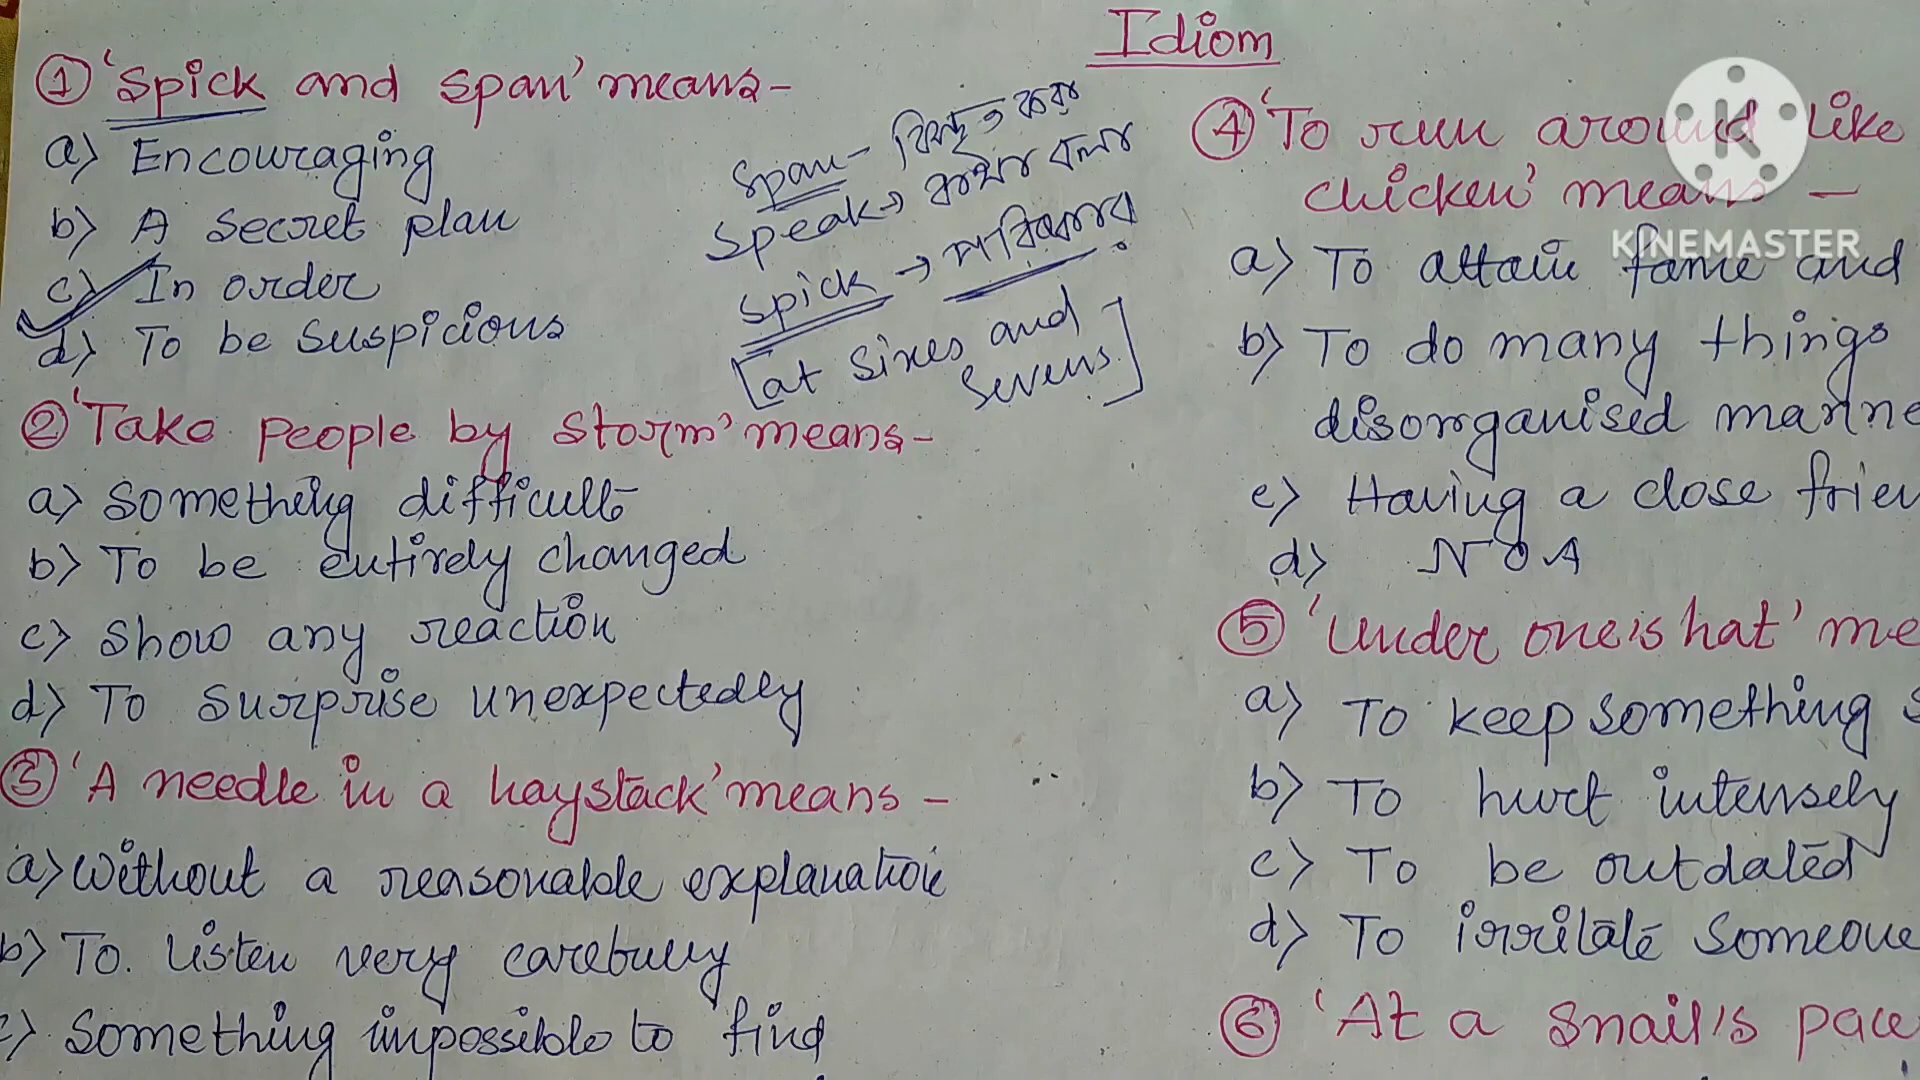 Idiom
① 'Spick and span' means-
a) Encouraging
b) A secret plan
c) In order
d) To be suspicious
span - বিস্তৃত করা
speak → কথা বলা
spick →
[at sixes and
sevens]
② 'Take people by storm' means-
a) something difficult
b) To be entirely changed
c) show any reaction
d) To surprise unexpectedly
③ 'A needle in a haystack' means -
a) without a reasonable explanation
b) To. listen very carefully
c) something impossible to find
④ 'To run around like
chicken' means -
a) To attain fame and
b) To do many things
disorganised manne
c) Having a close frien
d) NOA
⑤ 'Under one's hat' me
a) To keep something s
b) To hurt intensely
c) To be outdated
d) To irritate someone
⑥ 'At a snail's pace
K
KINEMASTER